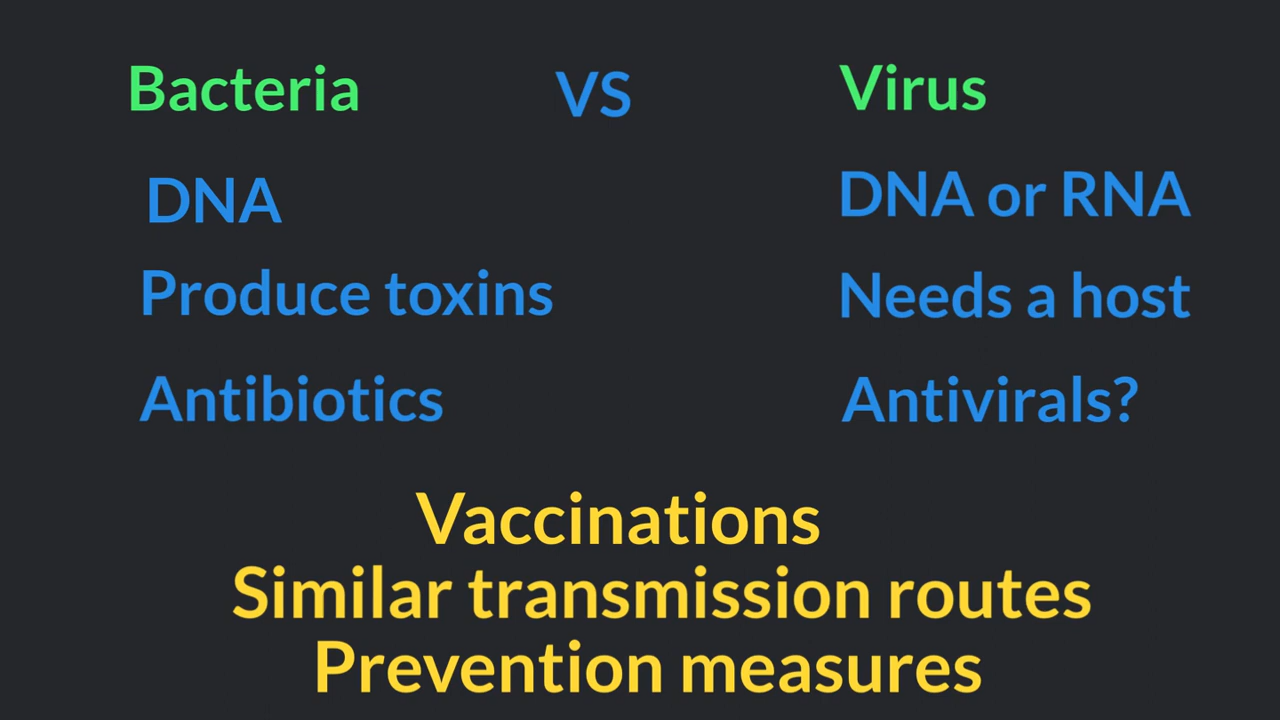 Bacteria VS Virus
DNA DNA or RNA
Produce toxins Needs a host
Antibiotics Antivirals?
Vaccinations
Similar transmission routes
Prevention measures